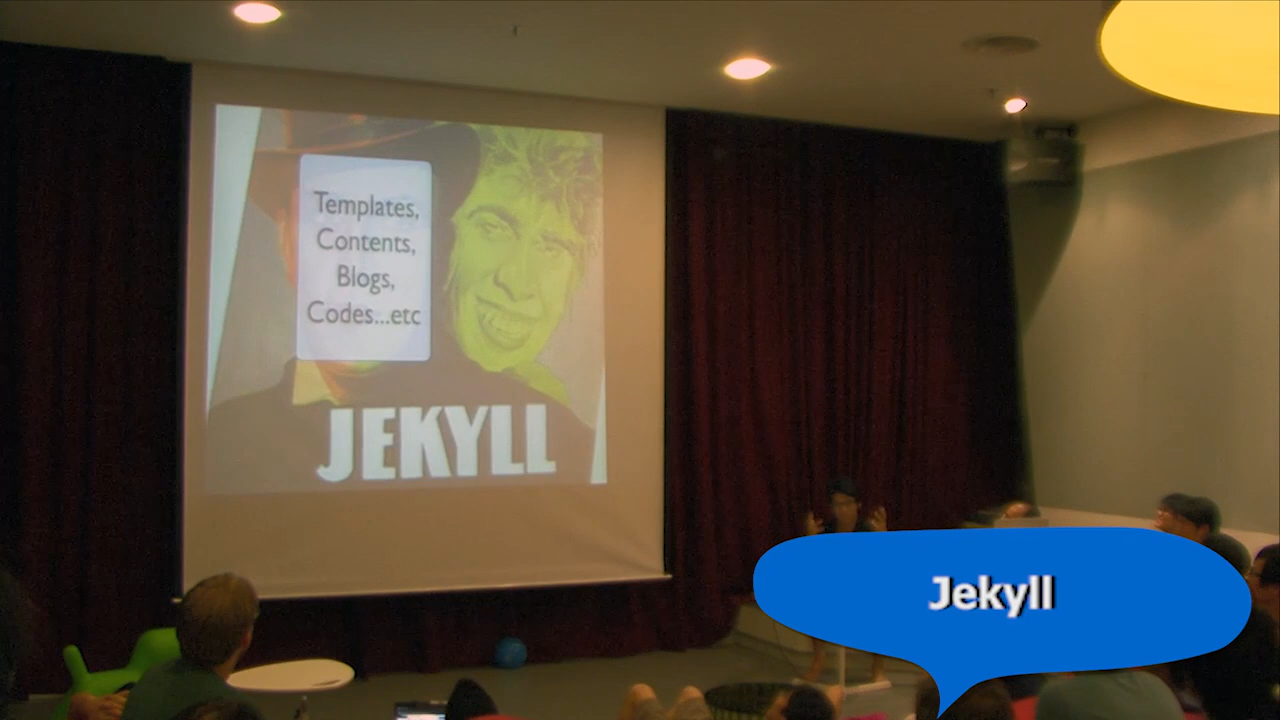 Templates,
Contents,
Blogs,
Codes...etc
JEKYLL
Jekyll